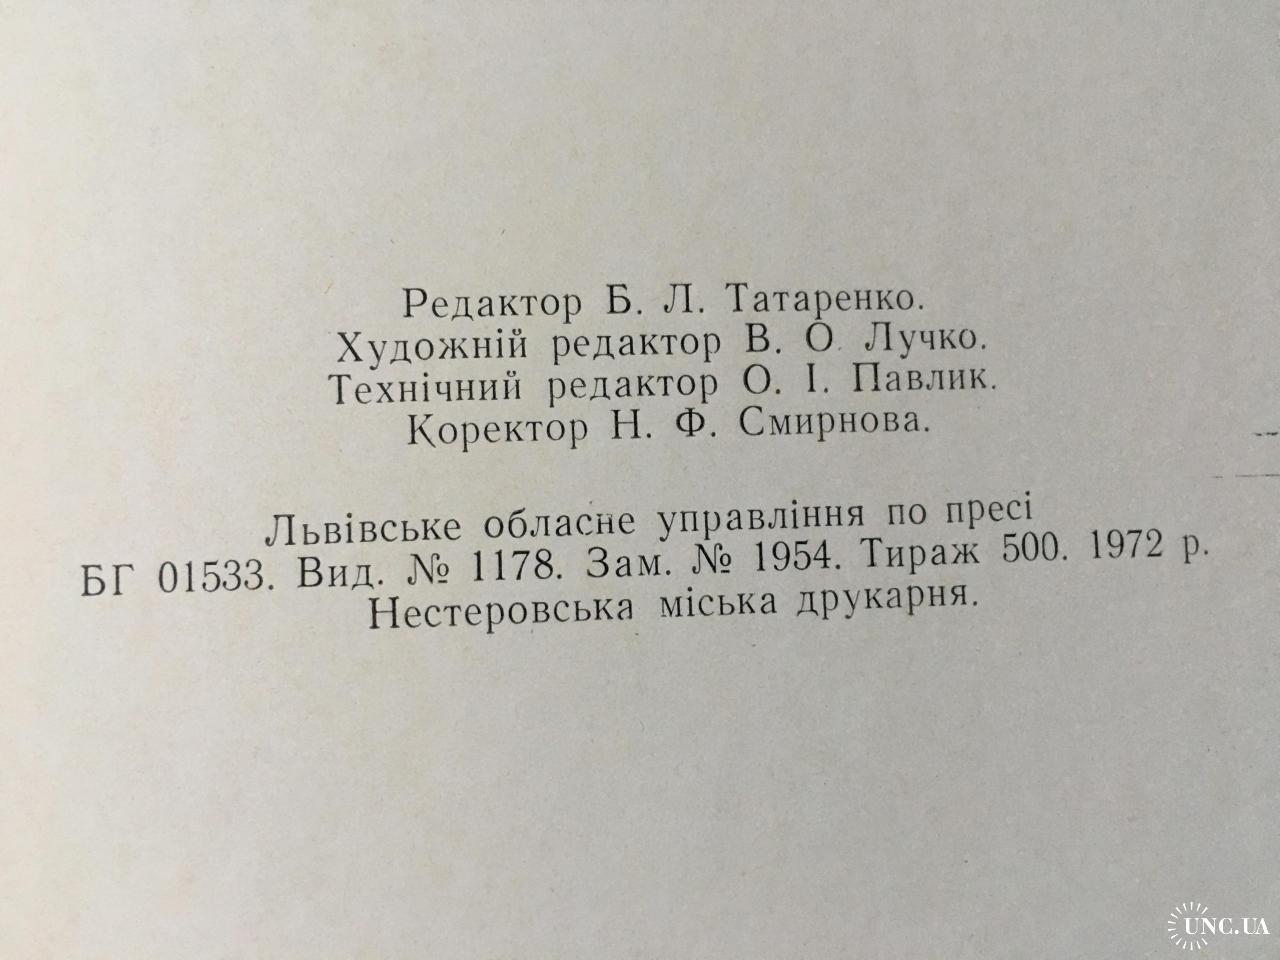 Редактор Б. Л. Татаренко.
Художній редактор В. О. Лучко.
Технічний редактор О. І. Павлик.
Коректор Н. Ф. Смирнова.
Львівське обласне управління по пресі
БГ 01533. Вид. № 1178. Зам. № 1954. Тираж 500. 1972 р.
Нестеровська міська друкарня.
UNC.UA